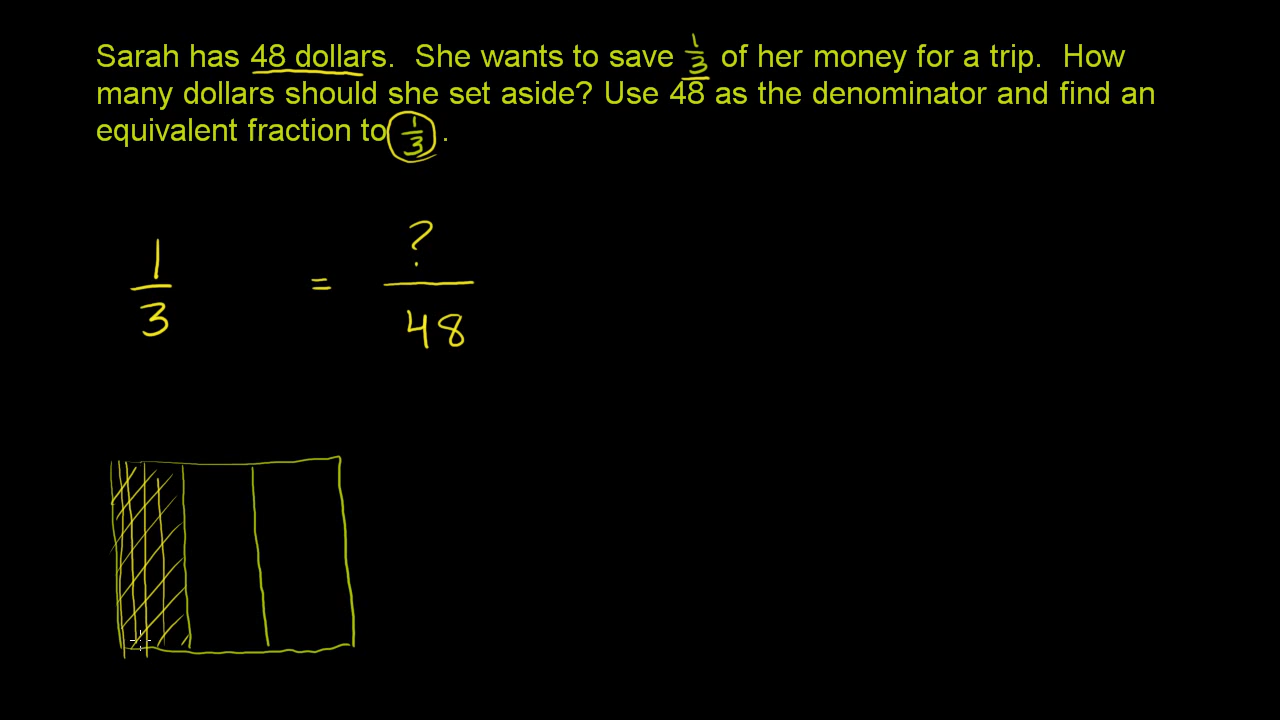 Sarah has 48 dollars. She wants to save 1/3 of her money for a trip. How
many dollars should she set aside? Use 48 as the denominator and find an
equivalent fraction to 1/3.
1/3 = ?/48